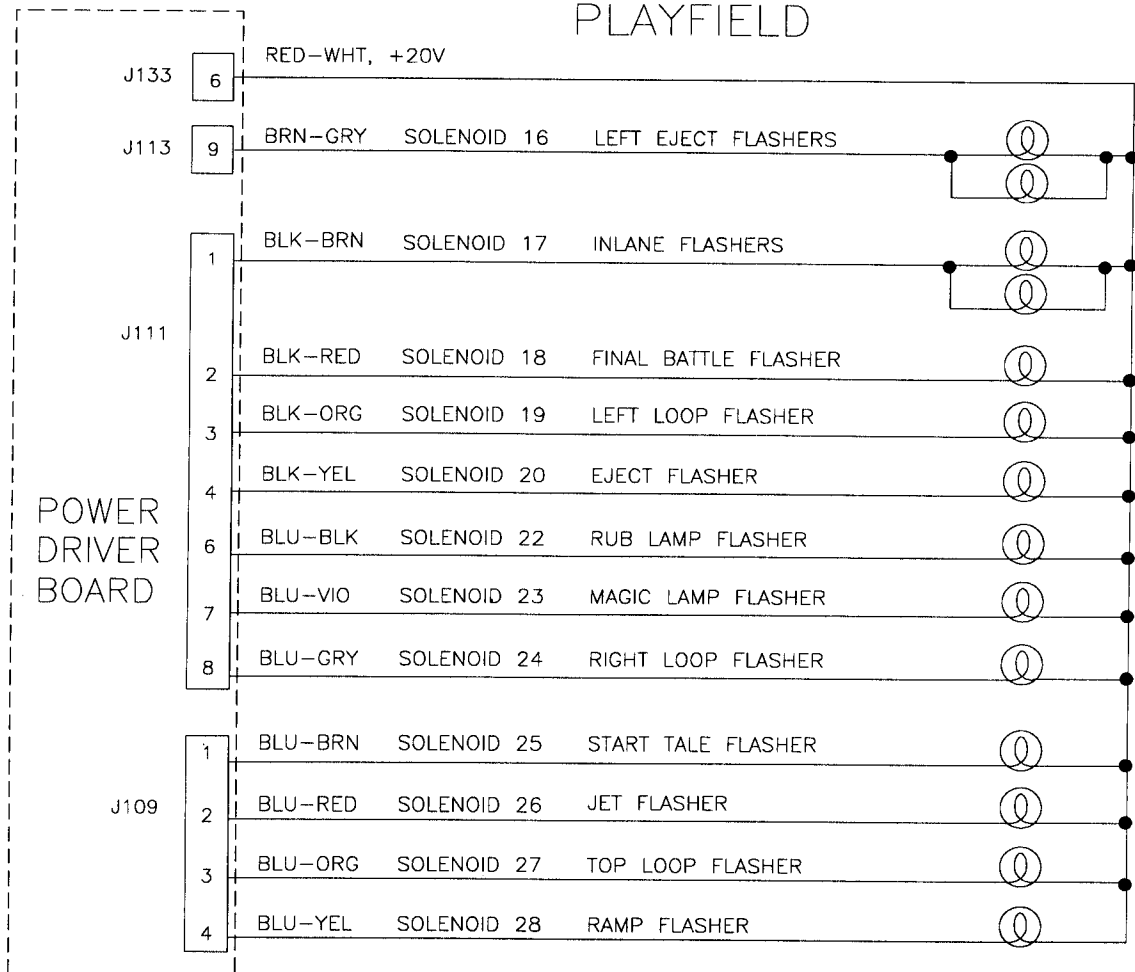 PLAYFIELD
J133 6 RED-WHT, +20V
J113 9 BRN-GRY SOLENOID 16 LEFT EJECT FLASHERS
1 BLK-BRN SOLENOID 17 INLANE FLASHERS
J111
2 BLK-RED SOLENOID 18 FINAL BATTLE FLASHER
3 BLK-ORG SOLENOID 19 LEFT LOOP FLASHER
4 BLK-YEL SOLENOID 20 EJECT FLASHER
POWER
DRIVER
BOARD
6 BLU-BLK SOLENOID 22 RUB LAMP FLASHER
7 BLU-VIO SOLENOID 23 MAGIC LAMP FLASHER
8 BLU-GRY SOLENOID 24 RIGHT LOOP FLASHER
1 BLU-BRN SOLENOID 25 START TALE FLASHER
J109 2 BLU-RED SOLENOID 26 JET FLASHER
3 BLU-ORG SOLENOID 27 TOP LOOP FLASHER
4 BLU-YEL SOLENOID 28 RAMP FLASHER